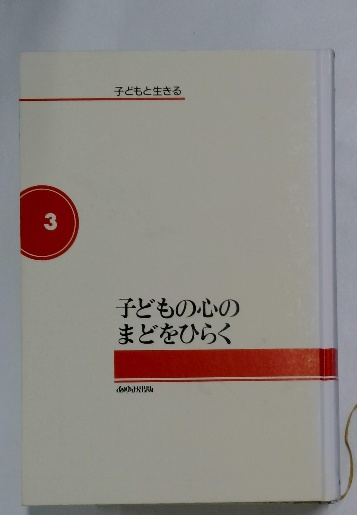 子どもと生きる
3
子どもの心の
まどをひらく